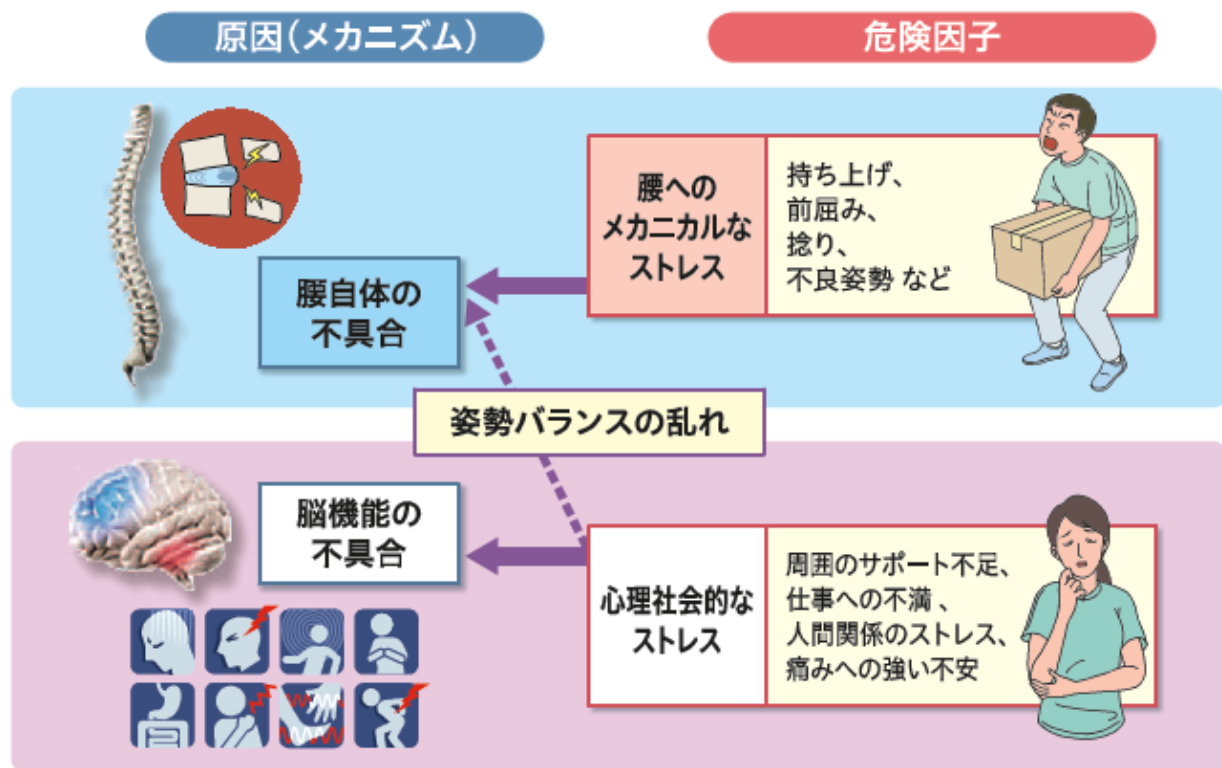 原因（メカニズム）
危険因子
腰自体の
不具合
腰への
メカニカルな
ストレス
持ち上げ、
前屈み、
捻り、
不良姿勢 など
姿勢バランスの乱れ
脳機能の
不具合
心理社会的な
ストレス
周囲のサポート不足、
仕事への不満 、
人間関係のストレス、
痛みへの強い不安